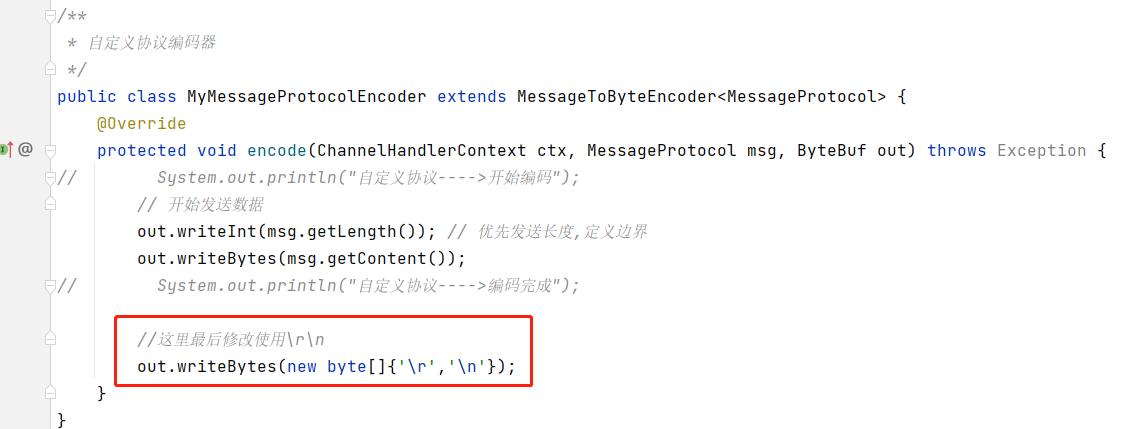 /**
 * 自定义协议编码器
 */
public class MyMessageProtocolEncoder extends MessageToByteEncoder<MessageProtocol> {
    @Override
    protected void encode(ChannelHandlerContext ctx, MessageProtocol msg, ByteBuf out) throws Exception {
//        System.out.println("自定义协议---->开始编码");
        // 开始发送数据
        out.writeInt(msg.getLength()); // 优先发送长度,定义边界
        out.writeBytes(msg.getContent());
//        System.out.println("自定义协议---->编码完成");
        //这里最后修改使用\r\n
        out.writeBytes(new byte[]{'\r','\n'});
    }
}